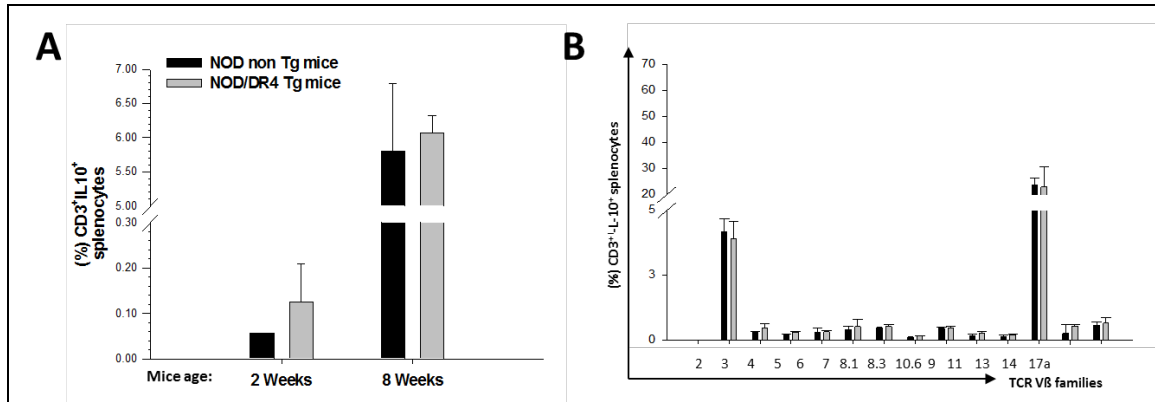 A
NOD non Tg mice
NOD/DR4 Tg mice
7.00
6.50
6.00
5.50
5.00
0.30
0.20
0.10
0.00
(%) CD3⁺IL10⁺
splenocytes
Mice age:
2 Weeks
8 Weeks
B
70
60
50
40
30
20
5
3
0
(%) CD3⁺ᴵ-L-10⁺ splenocytes
2 3 4 5 6 7 8.1 8.3 10.6 9 11 13 14 17a
TCR Vß families